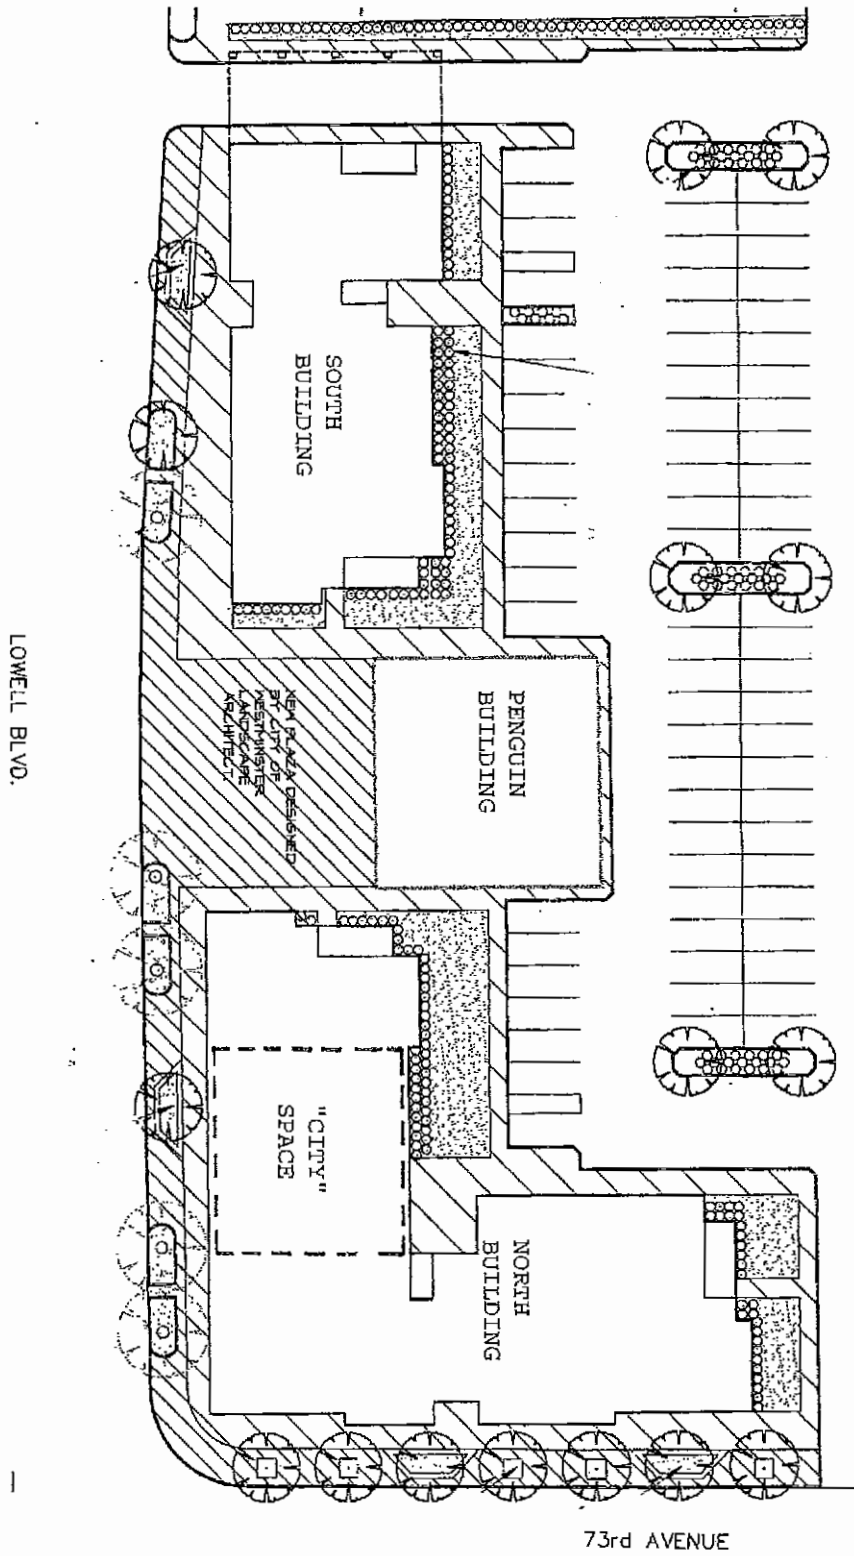 SOUTH
BUILDING
PENGUIN
BUILDING
NEW PLAZA DESIGNED
BY CITY OF
WESTMINSTER
LANDSCAPE
ARCHITECT.
LOWELL BLVD.
"CITY"
SPACE
NORTH
BUILDING
73rd AVENUE